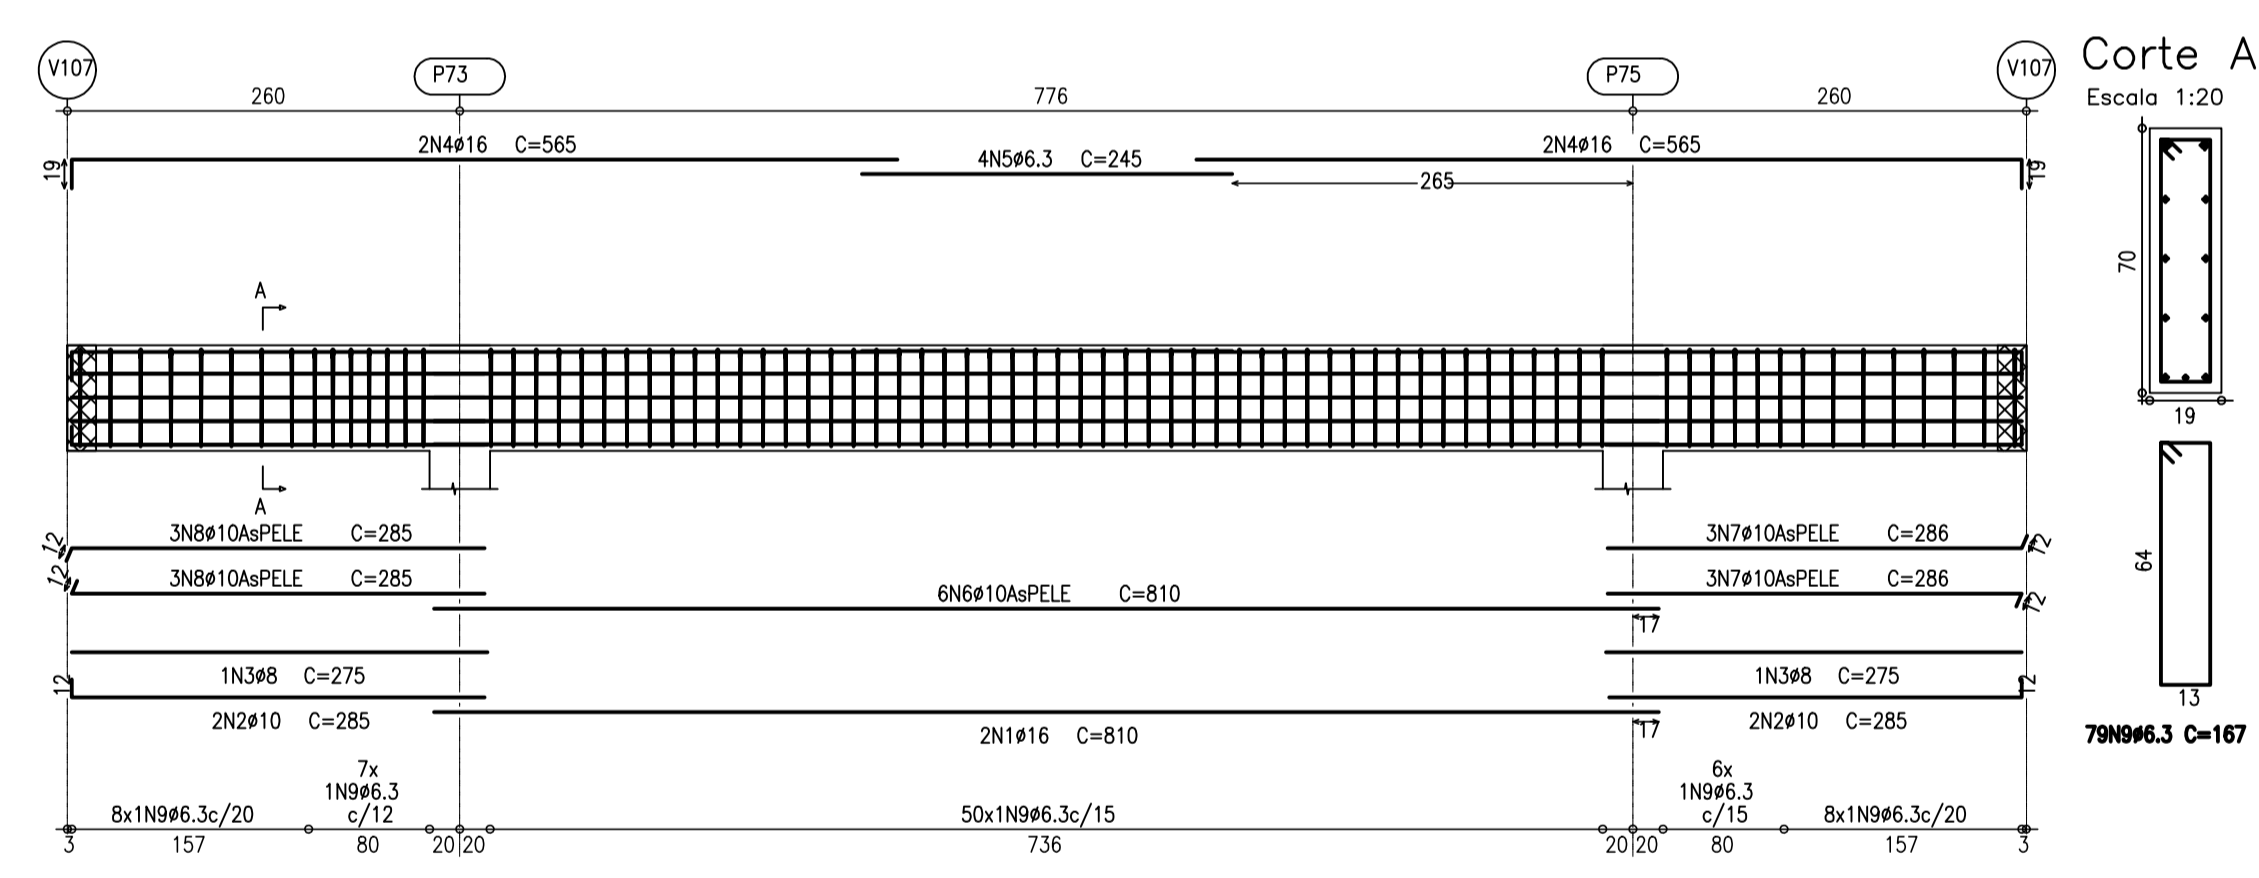 V107
P73
P75
V107
Corte A
Escala 1:20
260
776
260
2N4ø16 C=565
4N5ø6.3 C=245
2N4ø16 C=565
19
265
19
70
19
A
A
3N8ø10AsPELE C=285
3N7ø10AsPELE C=286
12
12
3N8ø10AsPELE C=285
3N7ø10AsPELE C=286
12
12
6N6ø10AsPELE C=810
17
64
13
1N3ø8 C=275
1N3ø8 C=275
12
12
2N2ø10 C=285
2N1ø16 C=810
17
2N2ø10 C=285
79N9ø6.3 C=167
8x1N9ø6.3c/20
7x
1N9ø6.3
c/12
50x1N9ø6.3c/15
6x
1N9ø6.3
c/15
8x1N9ø6.3c/20
3 157 80 20 20 736 20 20 80 157 3